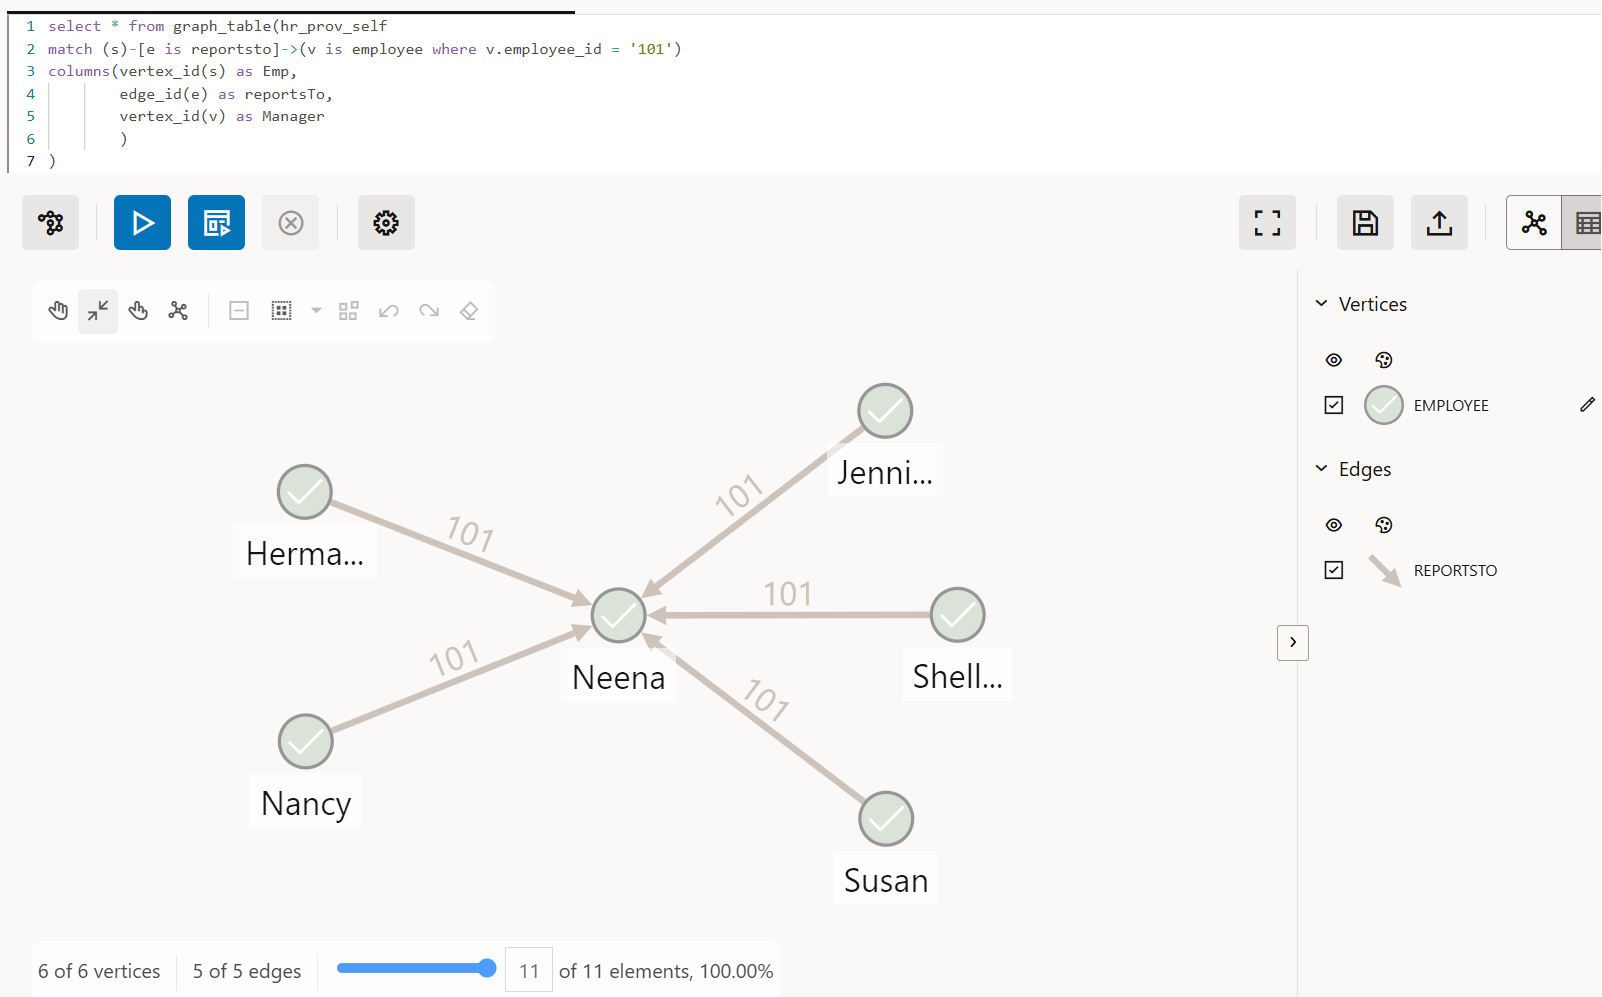 1 select * from graph_table(hr_prov_self
2 match (s)-[e is reportsto]->(v is employee where v.employee_id = '101')
3 columns(vertex_id(s) as Emp,
4 edge_id(e) as reportsTo,
5 vertex_id(v) as Manager
6 )
7 )
Vertices
EMPLOYEE
Edges
REPORTSTO
Jenni...
101
Herma...
101
101
Neena
Shell...
101
Nancy
101
Susan
6 of 6 vertices
5 of 5 edges
11 of 11 elements, 100.00%